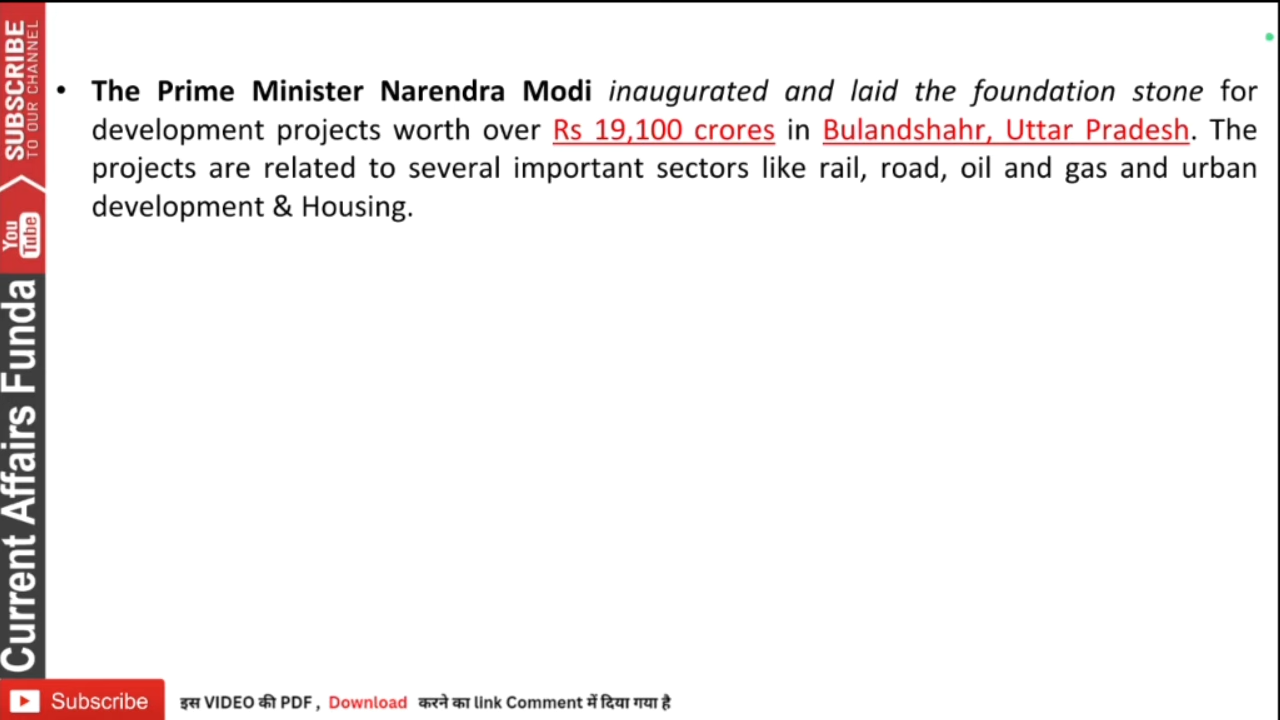 • The Prime Minister Narendra Modi inaugurated and laid the foundation stone for
development projects worth over Rs 19,100 crores in Bulandshahr, Uttar Pradesh. The
projects are related to several important sectors like rail, road, oil and gas and urban
development & Housing.
SUBSCRIBE
TO OUR CHANNEL
You
Tube
Current Affairs Funda
Subscribe
इस VIDEO की PDF , Download करने का link Comment में दिया गया है